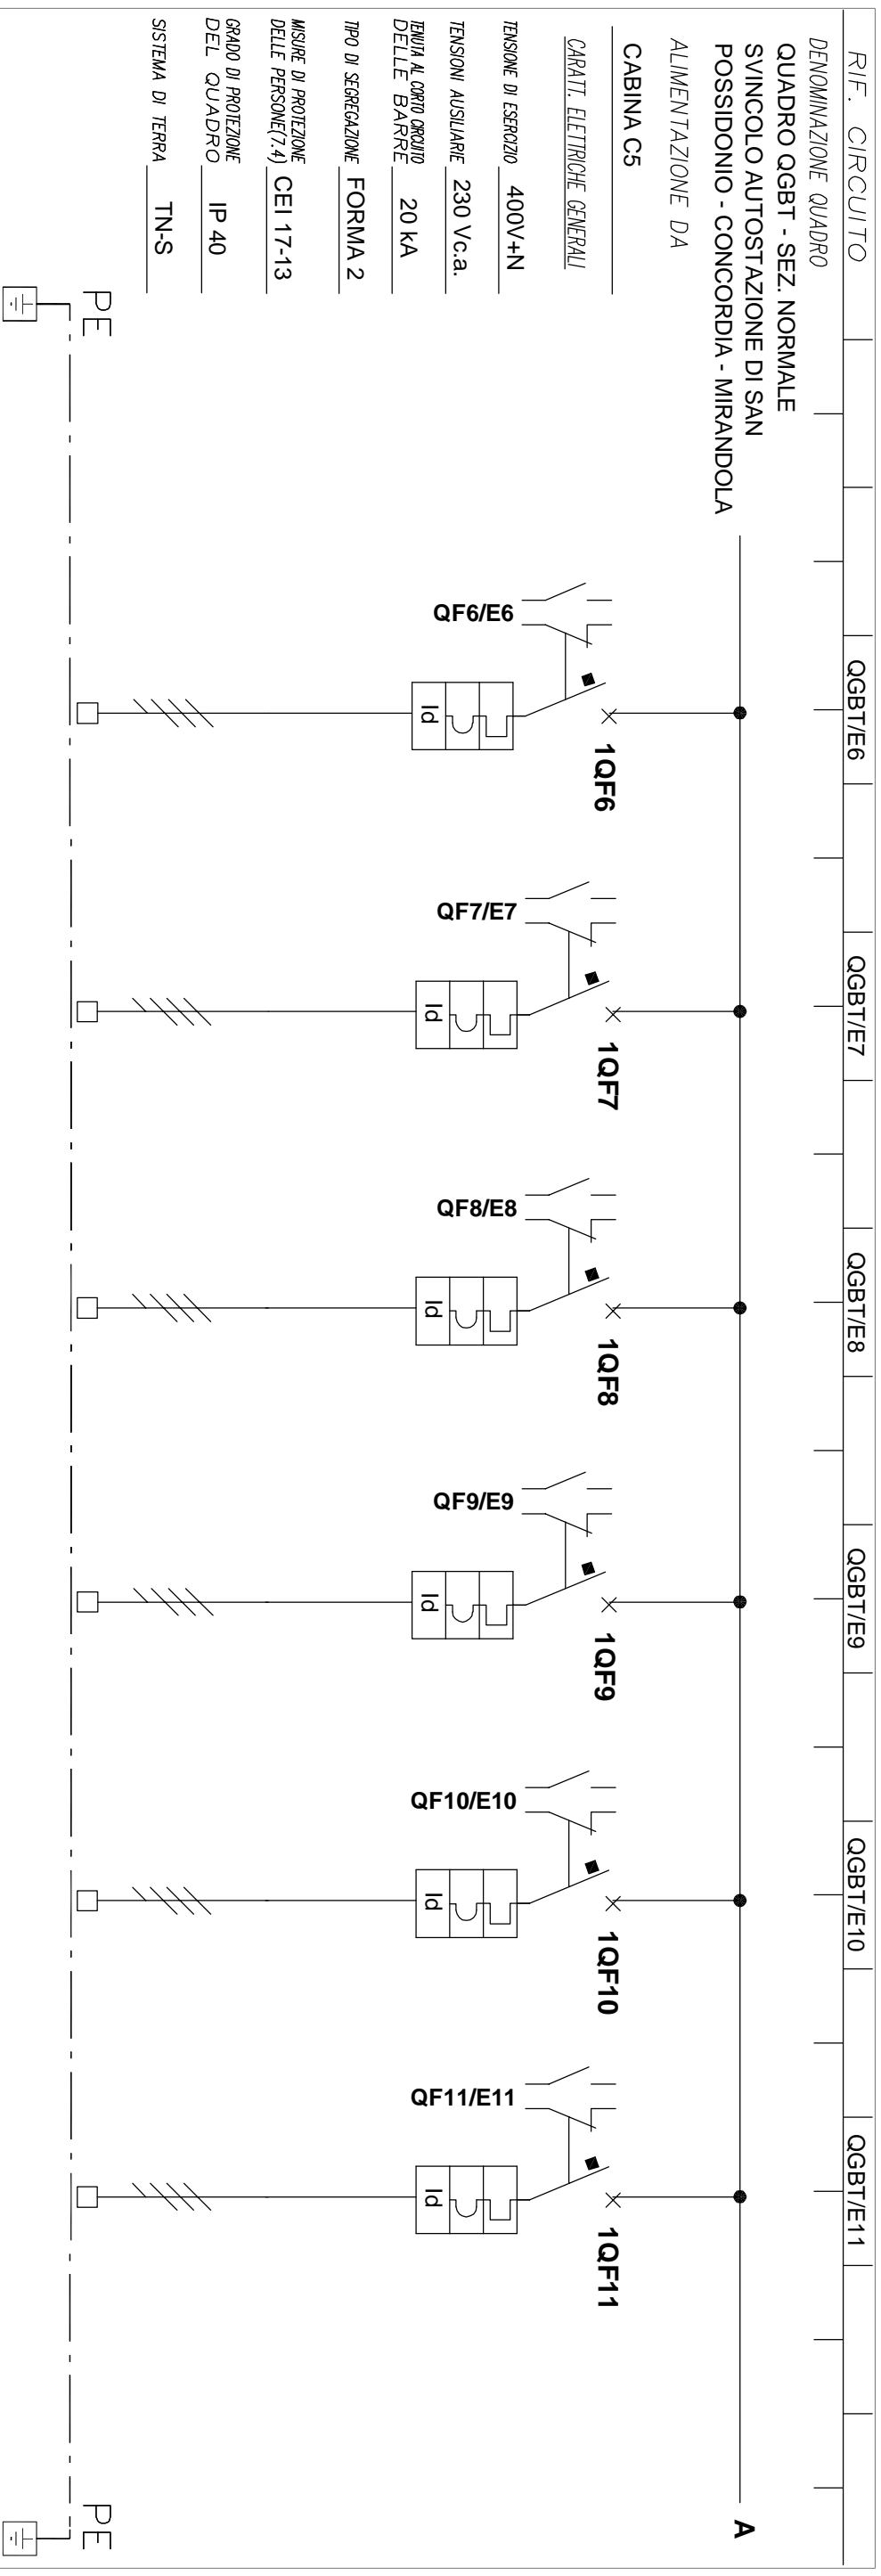 RIF. CIRCUITO
QGBT/E6
QGBT/E7
QGBT/E8
QGBT/E9
QGBT/E10
QGBT/E11
DENOMINAZIONE QUADRO
QUADRO QGBT - SEZ. NORMALE
SVINCOLO AUTOSTAZIONE DI SAN
POSSIDONIO - CONCORDIA - MIRANDOLA
A
ALIMENTAZIONE DA
CABINA C5
CARATT. ELETTRICHE GENERALI
TENSIONE DI ESERCIZIO
400V+N
TENSIONI AUSILIARIE
230 Vc.a.
TENUTA AL CORTO CIRCUITO
DELLE BARRE
20 kA
TIPO DI SEGREGAZIONE
FORMA 2
MISURE DI PROTEZIONE
DELLE PERSONE(7.4)
CEI 17-13
GRADO DI PROTEZIONE
DEL QUADRO
IP 40
SISTEMA DI TERRA
TN-S
1QF6
QF6/E6
Id
1QF7
QF7/E7
Id
1QF8
QF8/E8
Id
1QF9
QF9/E9
Id
1QF10
QF10/E10
Id
1QF11
QF11/E11
Id
PE
PE